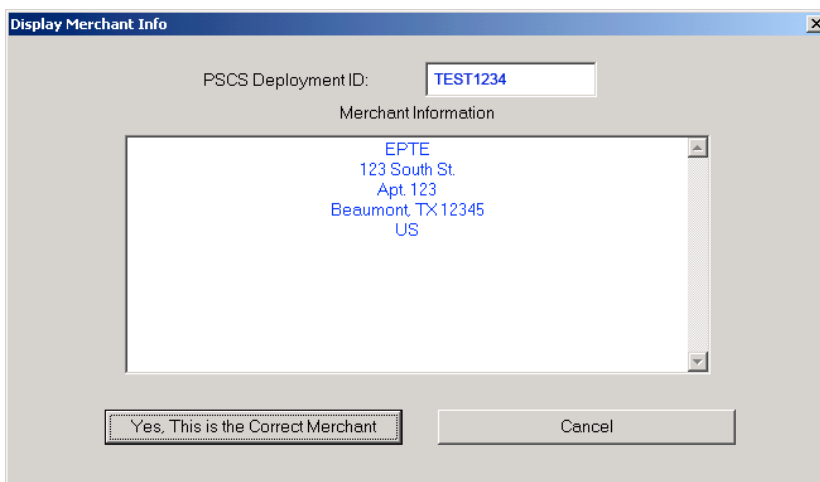 Display Merchant Info
PSCS Deployment ID: TEST1234
Merchant Information
EPTE
123 South St.
Apt. 123
Beaumont, TX 12345
US
Yes, This is the Correct Merchant Cancel